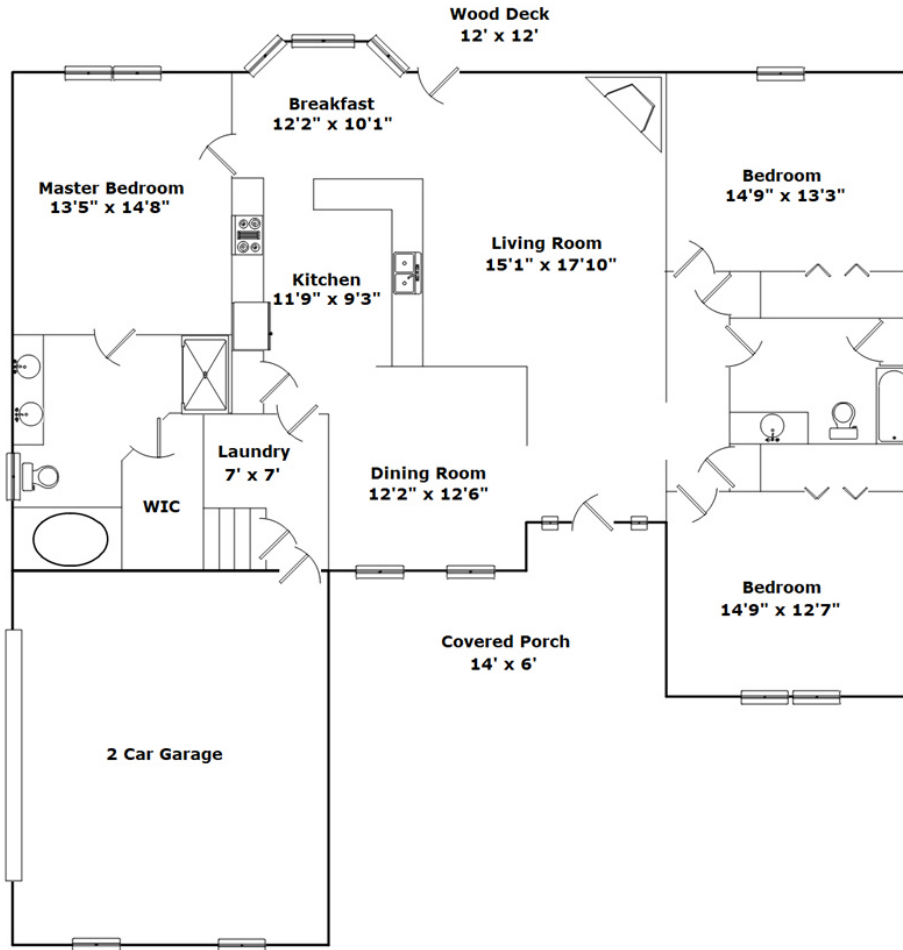 Wood Deck
12' x 12'
Breakfast
12'2" x 10'1"
Master Bedroom
13'5" x 14'8"
Bedroom
14'9" x 13'3"
Living Room
15'1" x 17'10"
Kitchen
11'9" x 9'3"
Laundry
7' x 7'
Dining Room
12'2" x 12'6"
WIC
Bedroom
14'9" x 12'7"
Covered Porch
14' x 6'
2 Car Garage